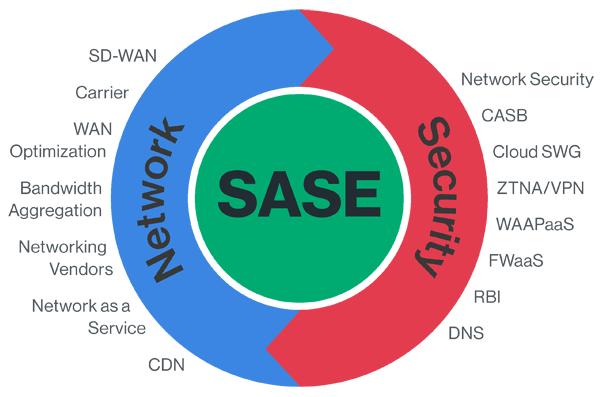 SD-WAN
Carrier
WAN
Optimization
Bandwidth
Aggregation
Networking
Vendors
Network as a
Service
CDN
Network
SASE
Security
Network Security
CASB
Cloud SWG
ZTNA/VPN
WAAPaaS
FWaaS
RBI
DNS